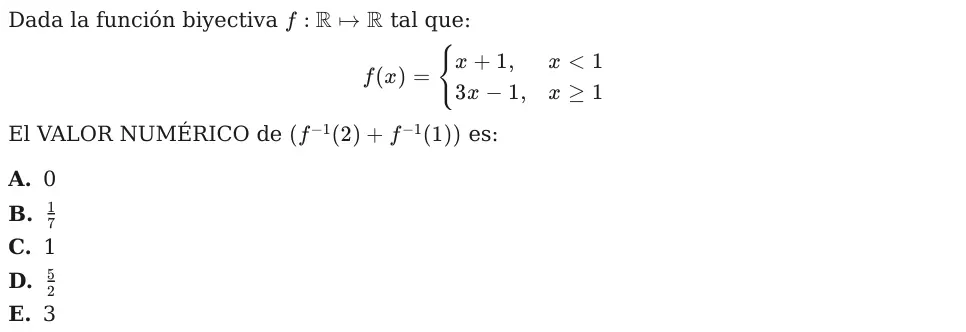 Dada la función biyectiva f : ℝ ↦ ℝ tal que:
f(x) = { x + 1, x < 1
3x − 1, x ≥ 1
El VALOR NUMÉRICO de (f⁻¹(2) + f⁻¹(1)) es:
A. 0
B. 1/7
C. 1
D. 5/2
E. 3